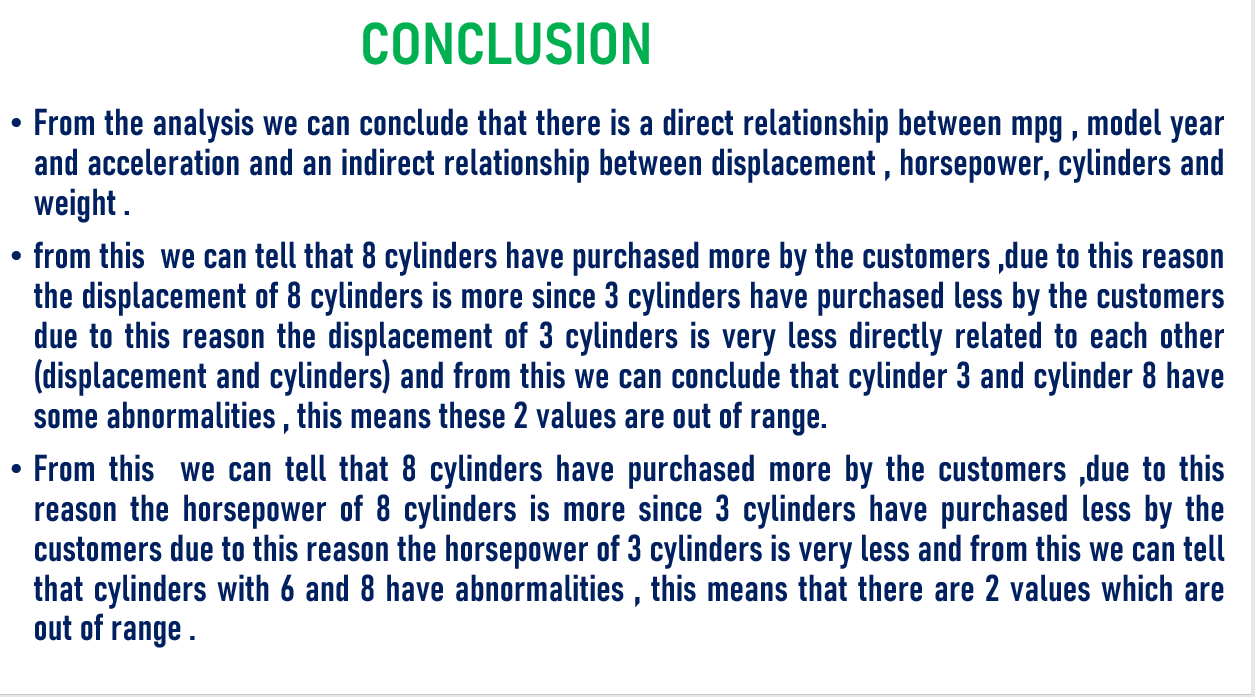 CONCLUSION
• From the analysis we can conclude that there is a direct relationship between mpg , model year
and acceleration and an indirect relationship between displacement , horsepower, cylinders and
weight .
• from this  we can tell that 8 cylinders have purchased more by the customers ,due to this reason
the displacement of 8 cylinders is more since 3 cylinders have purchased less by the customers
due to this reason the displacement of 3 cylinders is very less directly related to each other
(displacement and cylinders) and from this we can conclude that cylinder 3 and cylinder 8 have
some abnormalities , this means these 2 values are out of range.
• From this  we can tell that 8 cylinders have purchased more by the customers ,due to this
reason the horsepower of 8 cylinders is more since 3 cylinders have purchased less by the
customers due to this reason the horsepower of 3 cylinders is very less and from this we can tell
that cylinders with 6 and 8 have abnormalities , this means that there are 2 values which are
out of range .